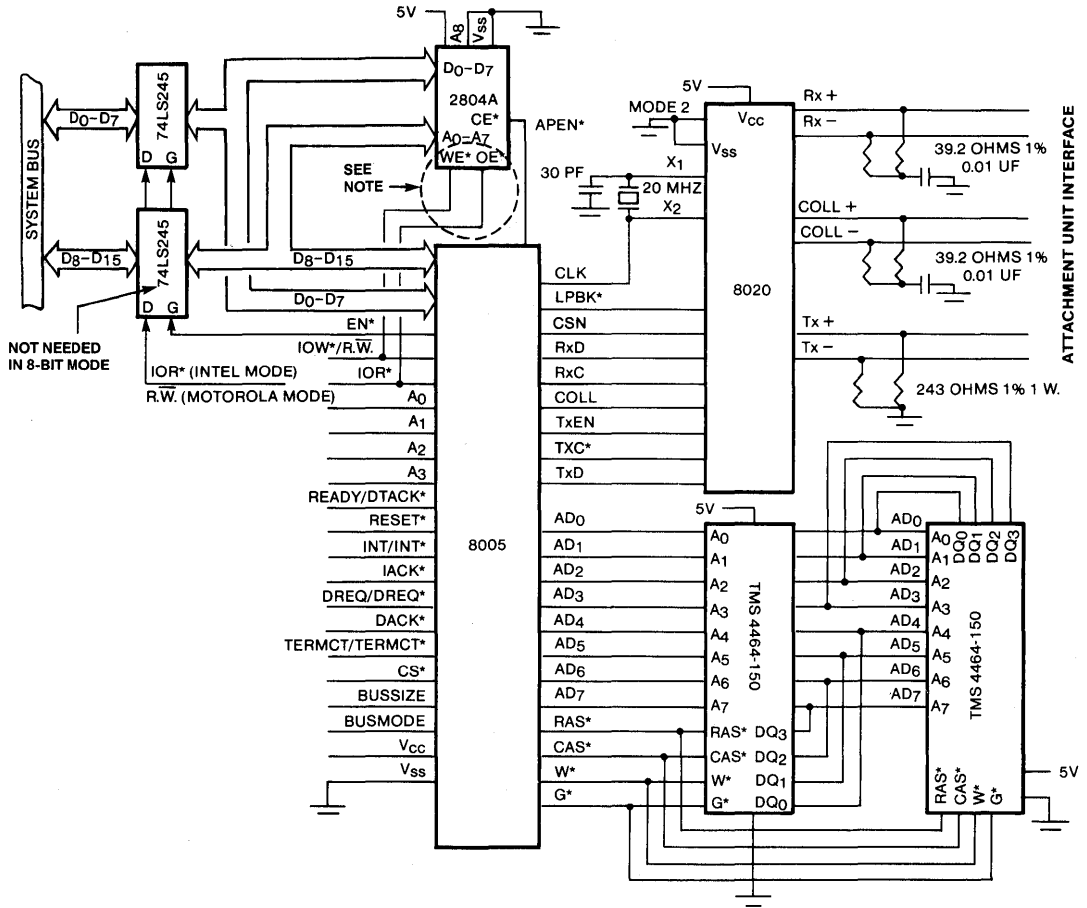 5V
A8
Vss
D0–D7
2804A
CE*
A0=A7
WE* OE*
APEN*
SEE
NOTE
SYSTEM BUS
D0–D7
74LS245
D G
D8–D15
74LS245
D G
NOT NEEDED
IN 8-BIT MODE
D8–D15
D0–D7
EN*
IOW*/R.W.
IOR* (INTEL MODE)
IOR*
R.W. (MOTOROLA MODE)
A0
A1
A2
A3
READY/DTACK*
RESET*
INT/INT*
IACK*
DREQ/DREQ*
DACK*
TERMCT/TERMCT*
CS*
BUSSIZE
BUSMODE
VCC
VSS
8005
CLK
LPBK*
CSN
RxD
RxC
COLL
TxEN
TXC*
TxD
AD0
AD1
AD2
AD3
AD4
AD5
AD6
AD7
RAS*
CAS*
W*
G*
5V
MODE 2
VCC
VSS
X1
30 PF
20 MHZ
X2
8020
Rx +
Rx –
39.2 OHMS 1%
0.01 UF
COLL +
COLL –
39.2 OHMS 1%
0.01 UF
Tx +
Tx –
243 OHMS 1% 1 W.
ATTACHMENT UNIT INTERFACE
5V
A0
A1
A2
A3
A4
A5
A6
A7
RAS* DQ3
CAS* DQ2
W* DQ1
G* DQ0
TMS 4464-150
AD0
AD1
AD2
AD3
AD4
AD5
AD6
AD7
A0
A1
A2
A3
A4
A5
A6
A7
DQ0
DQ1
DQ2
DQ3
TMS 4464-150
RAS*
CAS*
W*
G*
5V